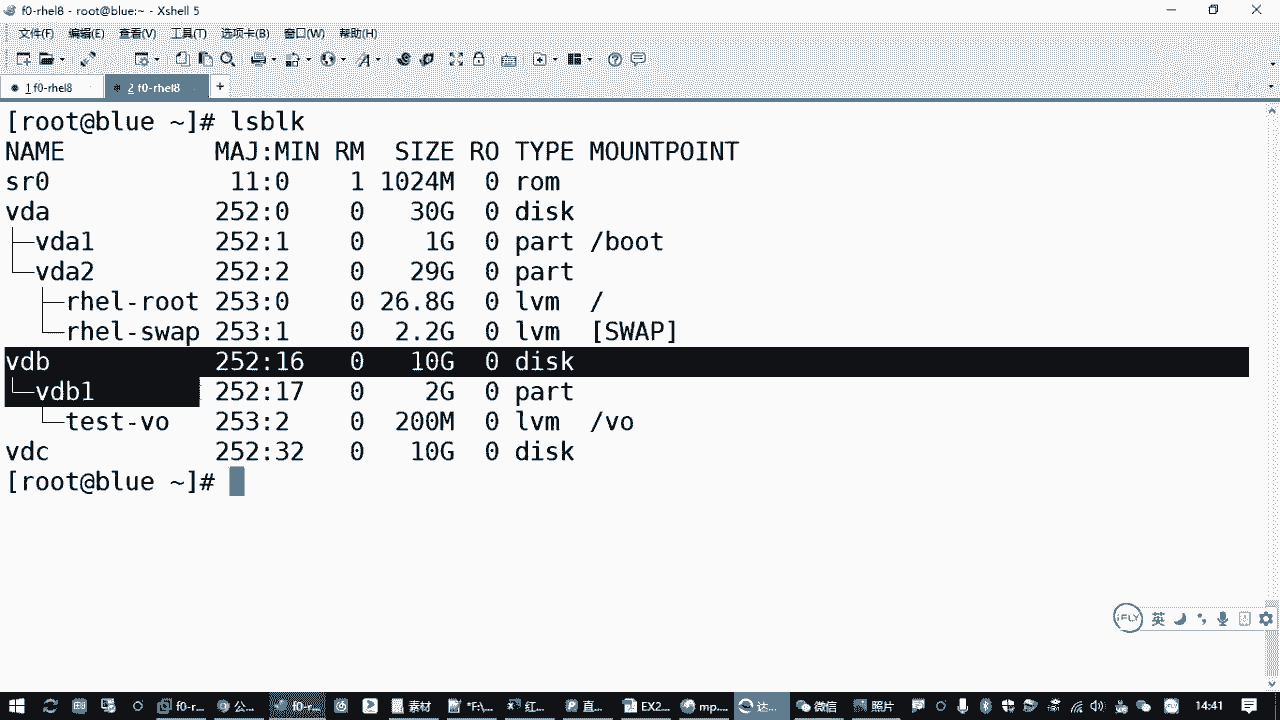 f0-rhel8 - root@blue:~ - Xshell 5
文件(F) 编辑(E) 查看(V) 工具(T) 选项卡(B) 窗口(W) 帮助(H)
1 f0-rhel8 2 f0-rhel8 +
[root@blue ~]# lsblk
NAME MAJ:MIN RM SIZE RO TYPE MOUNTPOINT
sr0 11:0 1 1024M 0 rom
vda 252:0 0 30G 0 disk
├─vda1 252:1 0 1G 0 part /boot
└─vda2 252:2 0 29G 0 part
├─rhel-root 253:0 0 26.8G 0 lvm /
└─rhel-swap 253:1 0 2.2G 0 lvm [SWAP]
vdb 252:16 0 10G 0 disk
└─vdb1 252:17 0 2G 0 part
└─test-vo 253:2 0 200M 0 lvm /vo
vdc 252:32 0 10G 0 disk
[root@blue ~]#
iFLY 英
f0-r... 公... f0-r... 素材 *F:\... 红... 直... EX2... mp... 达... 微信 照片 14:41